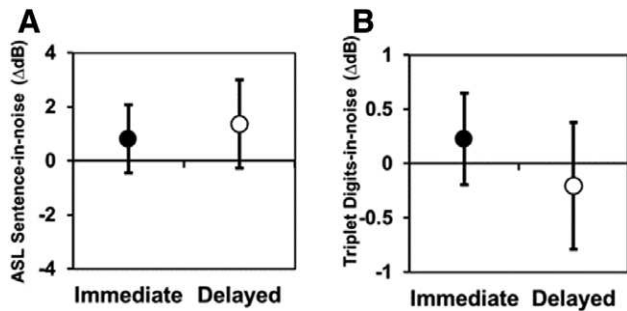 A
ASL Sentence-in-noise (ΔdB)
4
2
0
-2
-4
Immediate Delayed
B
Triplet Digits-in-noise (ΔdB)
1
0.5
0
-0.5
-1
Immediate Delayed